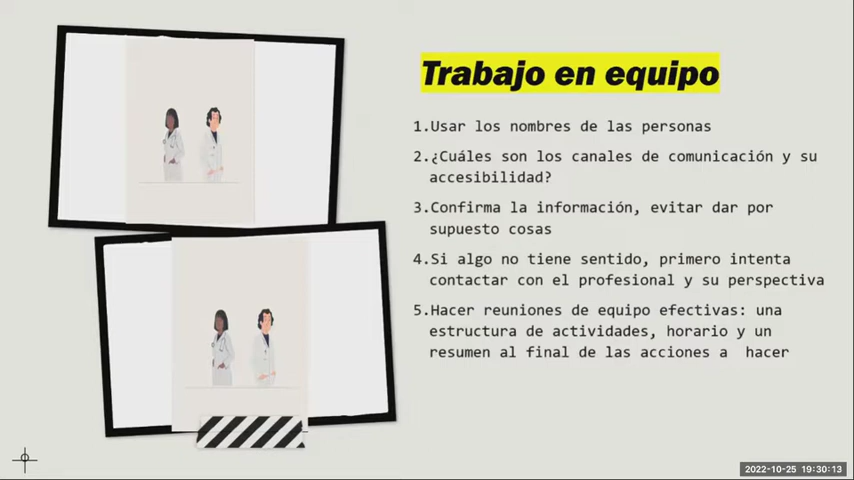 Trabajo en equipo
1.Usar los nombres de las personas
2.¿Cuáles son los canales de comunicación y su
accesibilidad?
3.Confirma la información, evitar dar por
supuesto cosas
4.Si algo no tiene sentido, primero intenta
contactar con el profesional y su perspectiva
5.Hacer reuniones de equipo efectivas: una
estructura de actividades, horario y un
resumen al final de las acciones a  hacer
2022-10-25 19:30:13